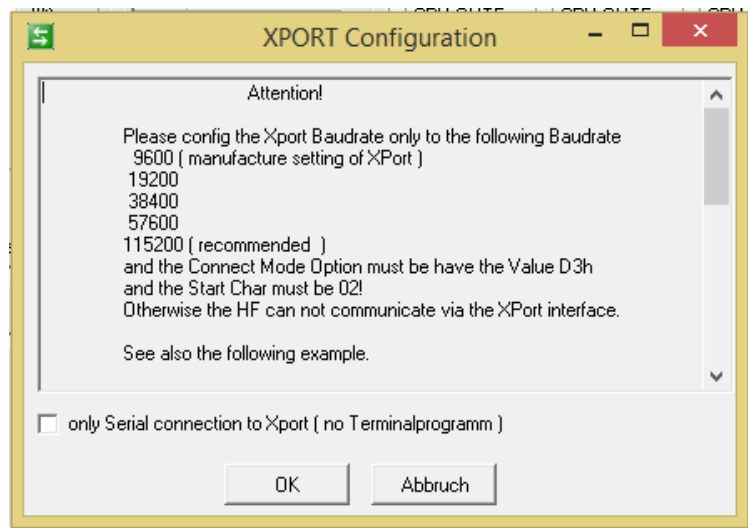 XPORT Configuration
Attention!
Please config the Xport Baudrate only to the following Baudrate
9600 ( manufacture setting of XPort )
19200
38400
57600
115200 ( recommended )
and the Connect Mode Option must be have the Value D3h
and the Start Char must be 02!
Otherwise the HF can not communicate via the XPort interface.
See also the following example.
only Serial connection to Xport ( no Terminalprogramm )
OK
Abbruch